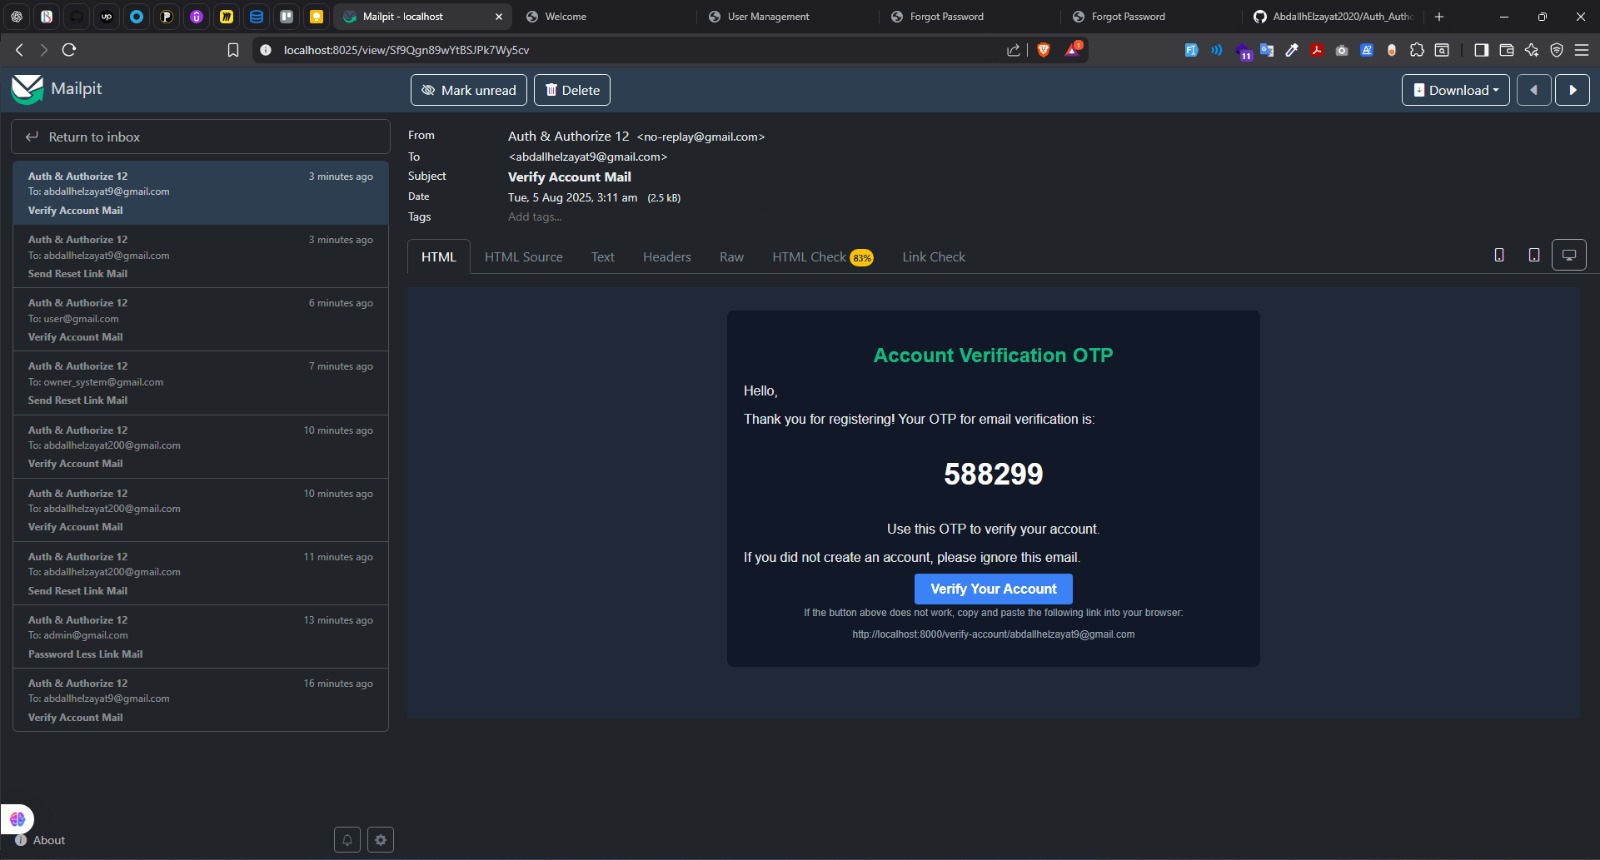 Mailpit - localhost
Welcome
User Management
Forgot Password
Forgot Password
AbdallhElzayat2020/Auth_Autho
localhost:8025/view/Sf9Qgn89wYtBSJPk7Wy5cv
1
11
Mailpit
Mark unread
Delete
Download
Return to inbox
Auth & Authorize 12
3 minutes ago
To: abdallhelzayat9@gmail.com
Verify Account Mail
Auth & Authorize 12
3 minutes ago
To: abdallhelzayat9@gmail.com
Send Reset Link Mail
Auth & Authorize 12
6 minutes ago
To: user@gmail.com
Verify Account Mail
Auth & Authorize 12
7 minutes ago
To: owner_system@gmail.com
Send Reset Link Mail
Auth & Authorize 12
10 minutes ago
To: abdallhelzayat200@gmail.com
Verify Account Mail
Auth & Authorize 12
10 minutes ago
To: abdallhelzayat200@gmail.com
Verify Account Mail
Auth & Authorize 12
11 minutes ago
To: abdallhelzayat200@gmail.com
Send Reset Link Mail
Auth & Authorize 12
13 minutes ago
To: admin@gmail.com
Password Less Link Mail
Auth & Authorize 12
16 minutes ago
To: abdallhelzayat9@gmail.com
Verify Account Mail
About
From Auth & Authorize 12 <no-replay@gmail.com>
To <abdallhelzayat9@gmail.com>
Subject Verify Account Mail
Date Tue, 5 Aug 2025, 3:11 am (2.5 kB)
Tags Add tags...
HTML HTML Source Text Headers Raw HTML Check 83% Link Check
Account Verification OTP
Hello,
Thank you for registering! Your OTP for email verification is:
588299
Use this OTP to verify your account.
If you did not create an account, please ignore this email.
Verify Your Account
If the button above does not work, copy and paste the following link into your browser:
http://localhost:8000/verify-account/abdallhelzayat9@gmail.com